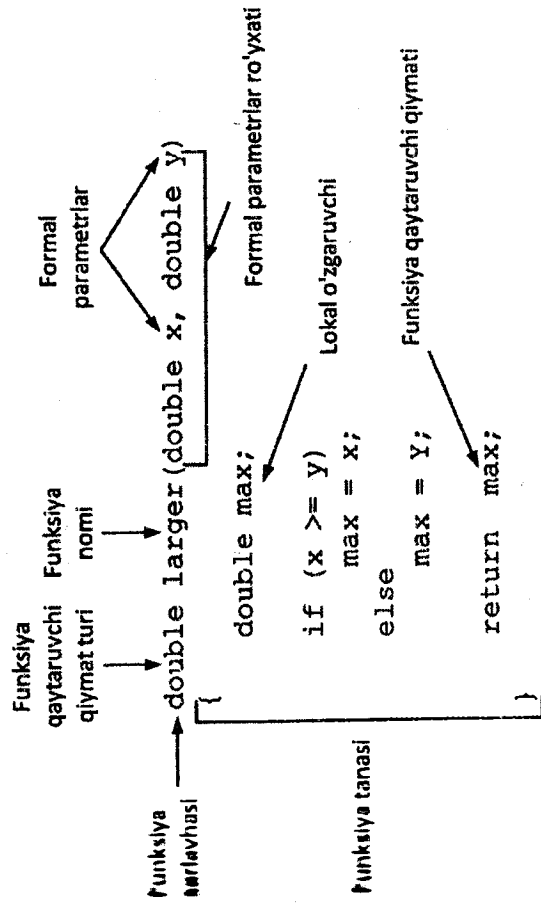 Funksiya
qaytaruvchi
qiymat turi
Funksiya
nomi
Formal
parametrlar
Funksiya
double larger(double x, double y)
Formal parametrlar ro'yxati
{
double max;
Lokal o'zgaruvchi
if (x >= y)
max = x;
else
max = Y;
Funksiya qaytaruvchi qiymati
return max;
}
Funksiya tanasi